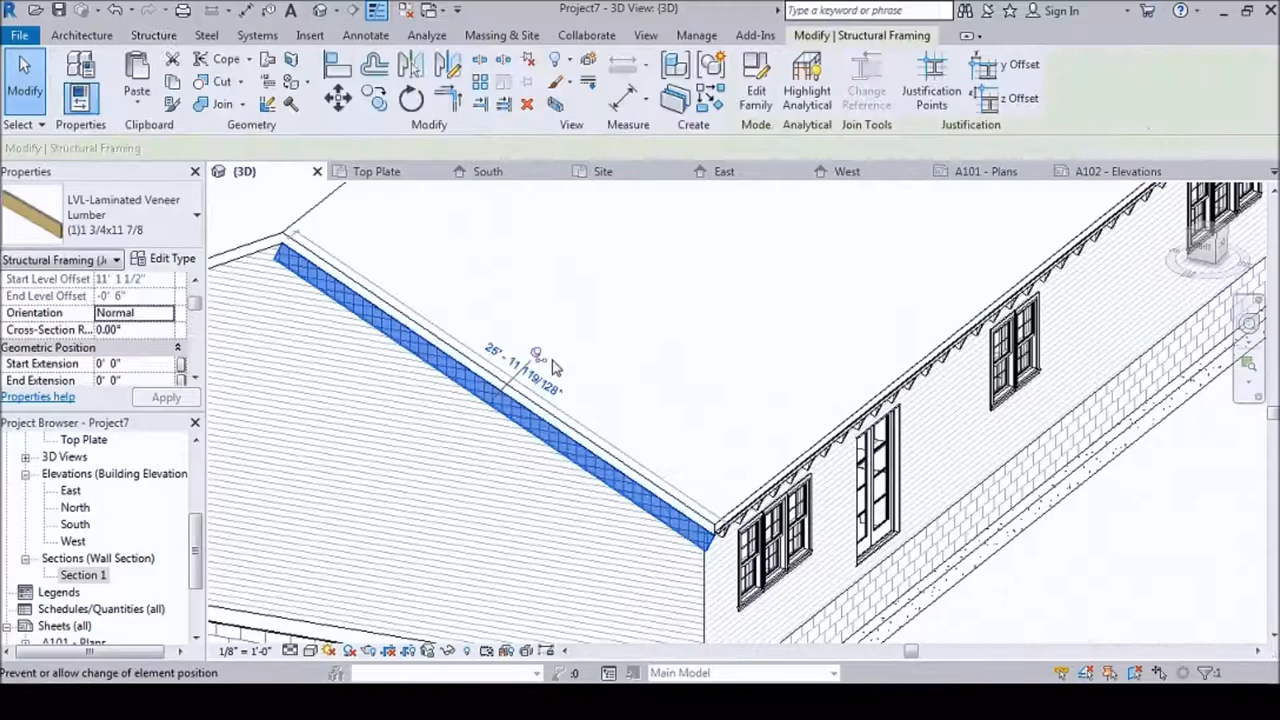 Project7 - 3D View: {3D}
Type a keyword or phrase
Sign In
File Architecture Structure Steel Systems Insert Annotate Analyze Massing & Site Collaborate View Manage Add-Ins Modify | Structural Framing
Modify
Select
Properties
Paste
Clipboard
Cope
Cut
Join
Geometry
Modify
View
Measure
Create
Edit
Family
Mode
Highlight
Analytical
Analytical
Change
Reference
Join Tools
Justification
Points
y Offset
z Offset
Justification
Modify | Structural Framing
Properties
{3D}
Top Plate
South
Site
East
West
A101 - Plans
A102 - Elevations
LVL-Laminated Veneer
Lumber
(1)1 3/4x11 7/8
Structural Framing (Jo
Edit Type
Start Level Offset 11' 1 1/2"
End Level Offset -0' 6"
Orientation Normal
Cross-Section R... 0.00°
Geometric Position
Start Extension 0' 0"
End Extension 0' 0"
Properties help
Apply
Project Browser - Project7
Top Plate
3D Views
Elevations (Building Elevation
East
North
South
West
Sections (Wall Section)
Section 1
Legends
Schedules/Quantities (all)
Sheets (all)
A101 - Plans
1/8" = 1'-0"
Prevent or allow change of element position
:0
Main Model
:1